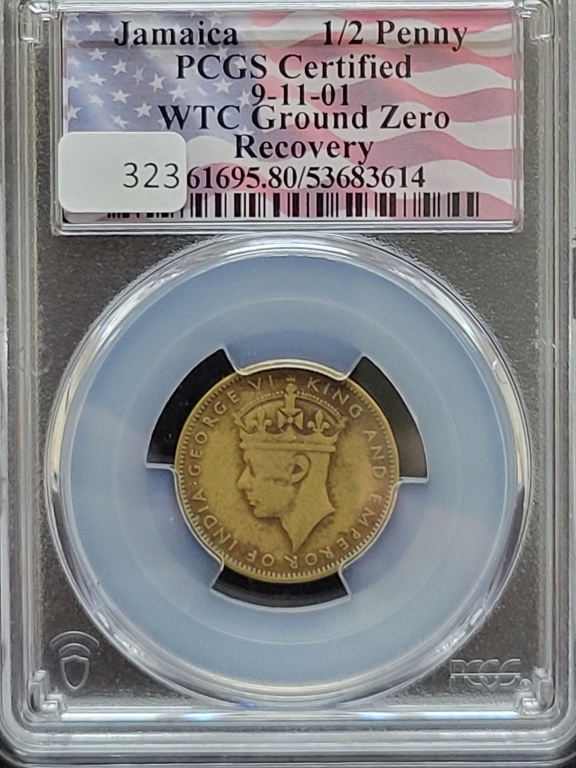 Jamaica 1/2 Penny
PCGS Certified
9-11-01
WTC Ground Zero
Recovery
323
61695.80/53683614
GEORGE VI · KING AND EMPEROR OF INDIA ·
PCGS